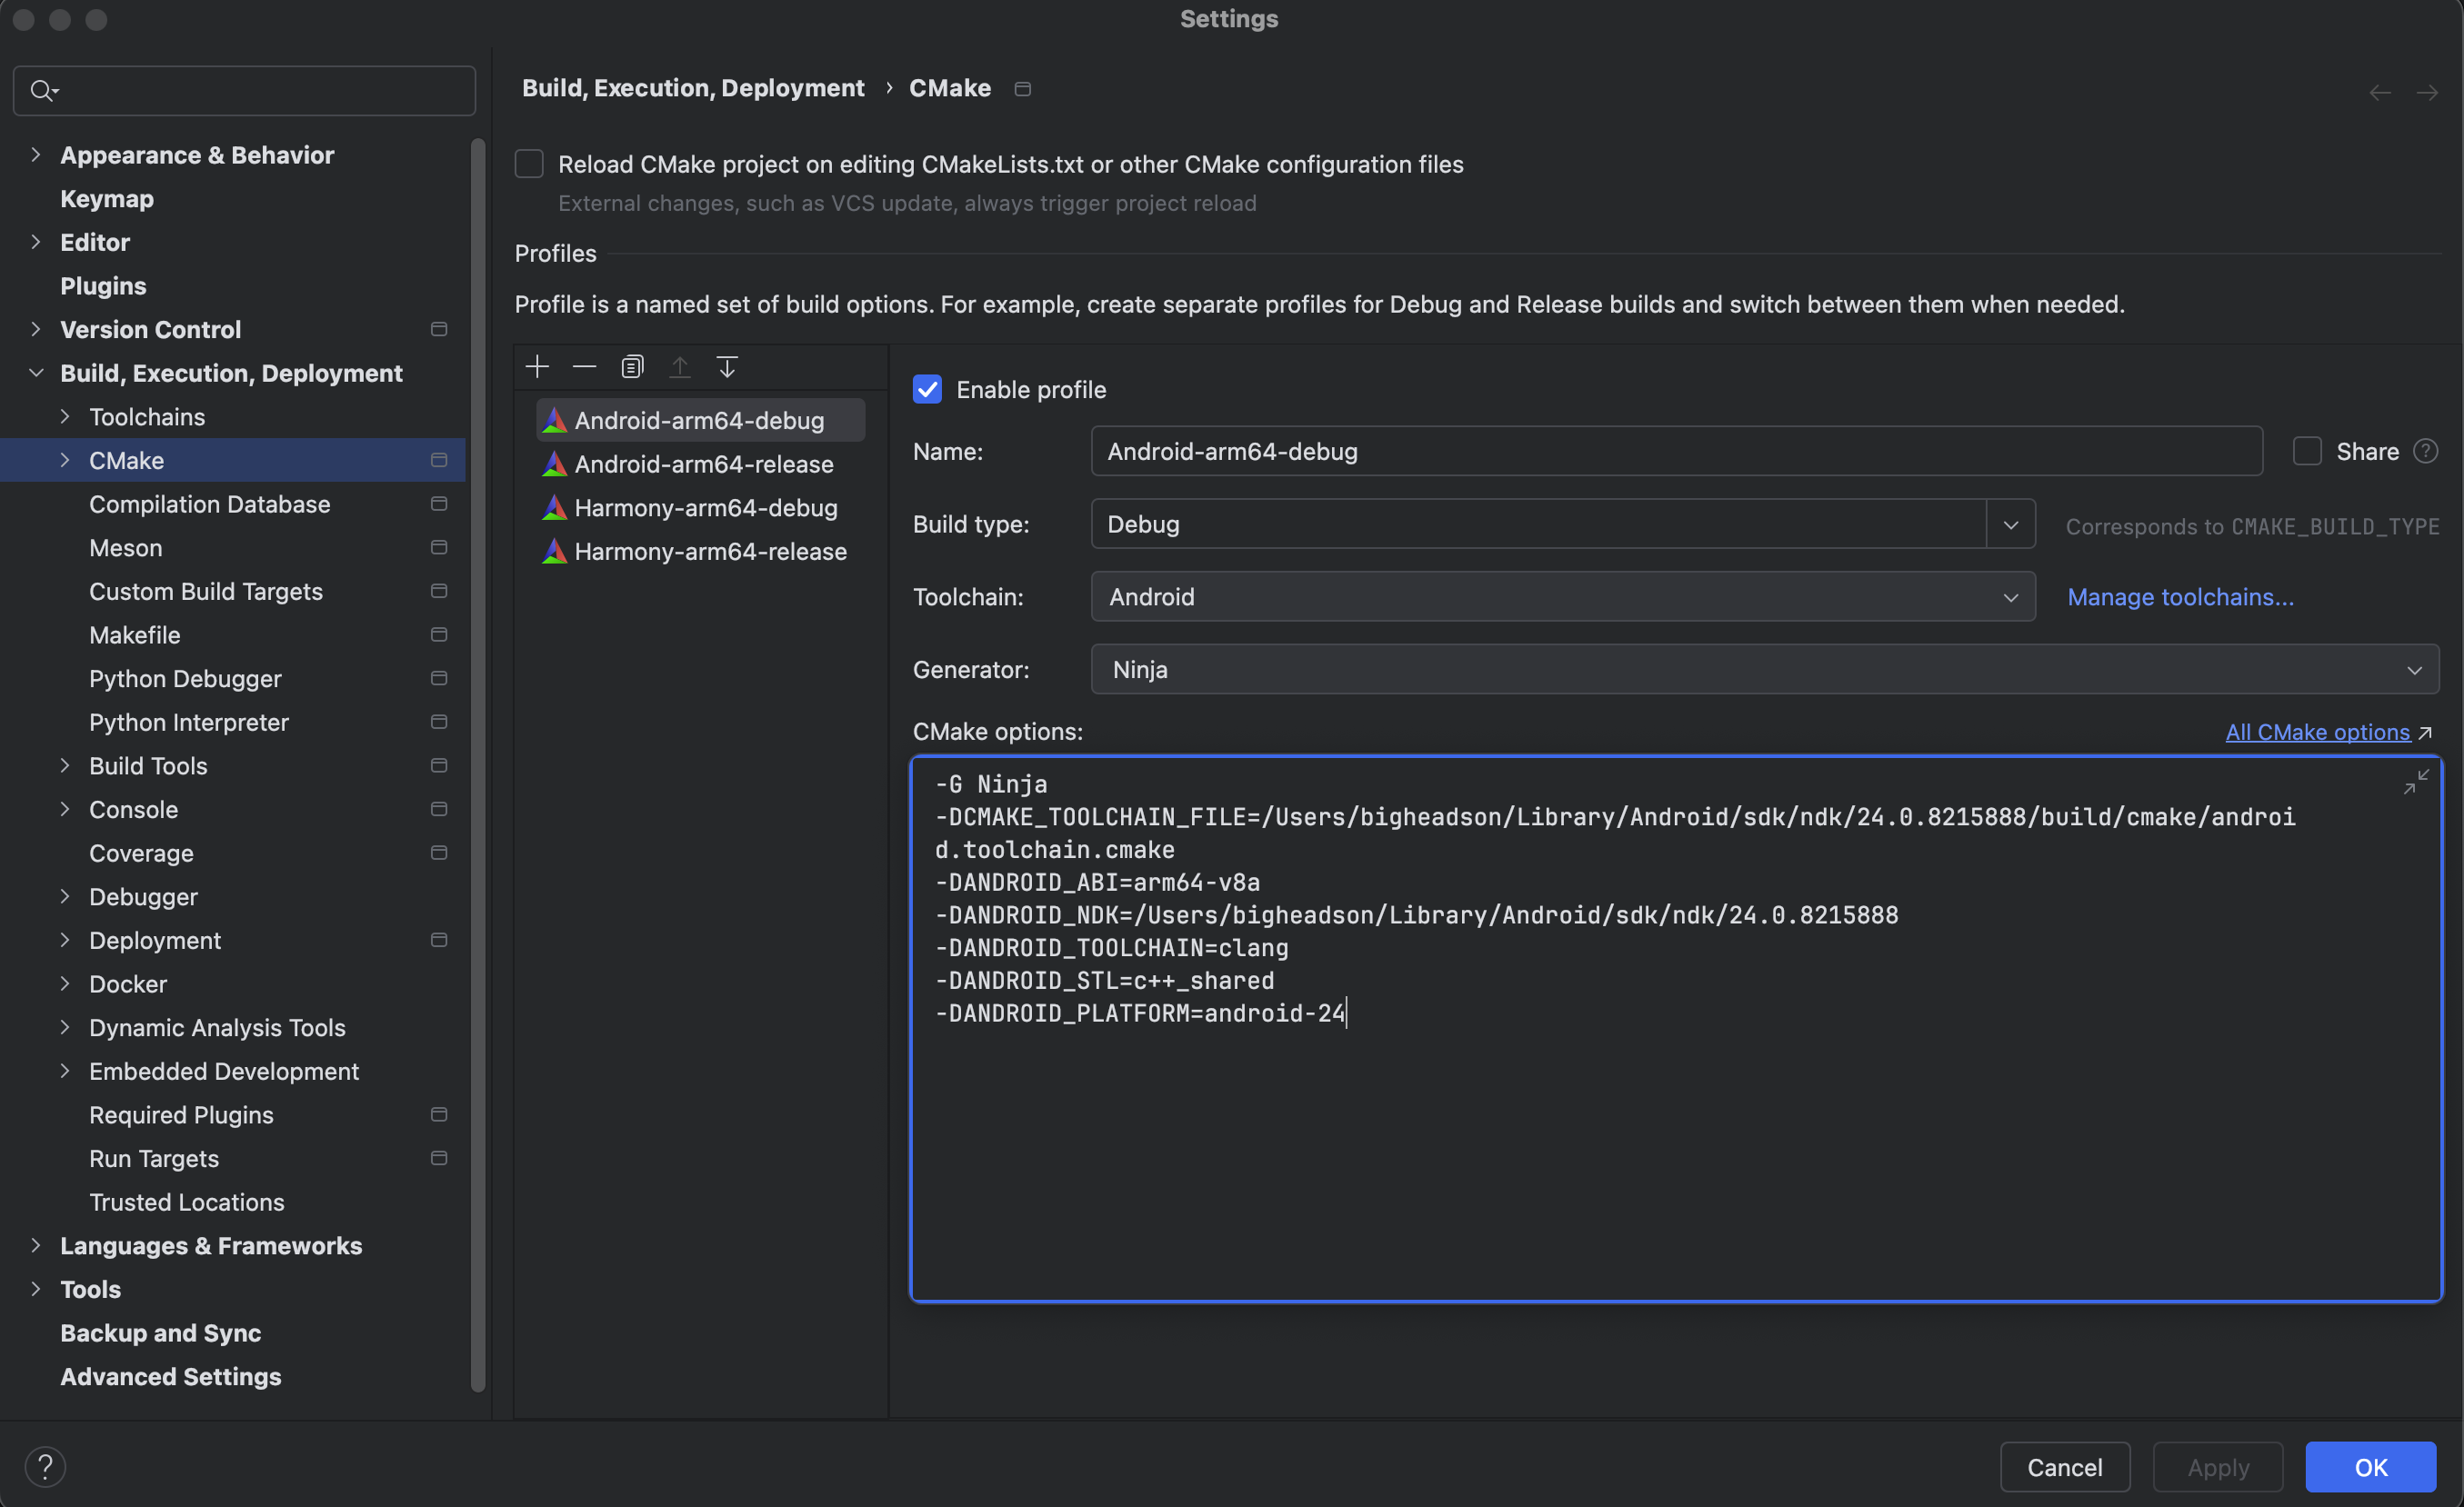 Settings
Appearance & Behavior
Keymap
Editor
Plugins
Version Control
Build, Execution, Deployment
Toolchains
CMake
Compilation Database
Meson
Custom Build Targets
Makefile
Python Debugger
Python Interpreter
Build Tools
Console
Coverage
Debugger
Deployment
Docker
Dynamic Analysis Tools
Embedded Development
Required Plugins
Run Targets
Trusted Locations
Languages & Frameworks
Tools
Backup and Sync
Advanced Settings
Build, Execution, Deployment › CMake
Reload CMake project on editing CMakeLists.txt or other CMake configuration files
External changes, such as VCS update, always trigger project reload
Profiles
Profile is a named set of build options. For example, create separate profiles for Debug and Release builds and switch between them when needed.
Android-arm64-debug
Android-arm64-release
Harmony-arm64-debug
Harmony-arm64-release
Enable profile
Name: Android-arm64-debug Share ?
Build type: Debug Corresponds to CMAKE_BUILD_TYPE
Toolchain: Android Manage toolchains...
Generator: Ninja
CMake options: All CMake options ↗
-G Ninja
-DCMAKE_TOOLCHAIN_FILE=/Users/bigheadson/Library/Android/sdk/ndk/24.0.8215888/build/cmake/androi
d.toolchain.cmake
-DANDROID_ABI=arm64-v8a
-DANDROID_NDK=/Users/bigheadson/Library/Android/sdk/ndk/24.0.8215888
-DANDROID_TOOLCHAIN=clang
-DANDROID_STL=c++_shared
-DANDROID_PLATFORM=android-24
? Cancel Apply OK